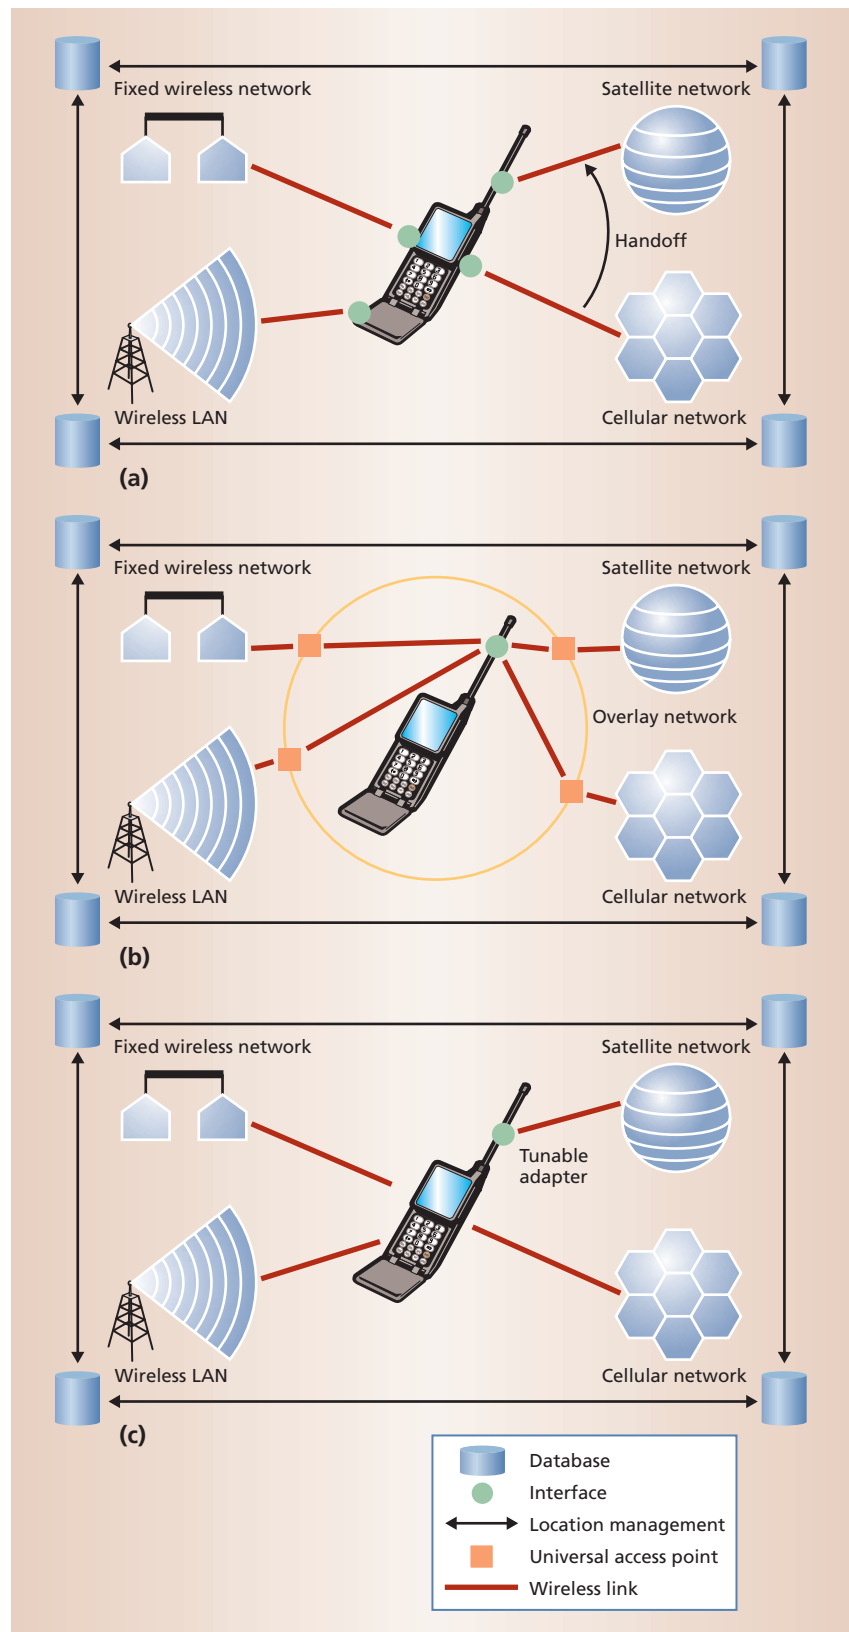 Fixed wireless network
Satellite network
Handoff
Wireless LAN
Cellular network
(a)
Fixed wireless network
Satellite network
Overlay network
Wireless LAN
Cellular network
(b)
Fixed wireless network
Satellite network
Tunable
adapter
Wireless LAN
Cellular network
(c)
Database
Interface
Location management
Universal access point
Wireless link